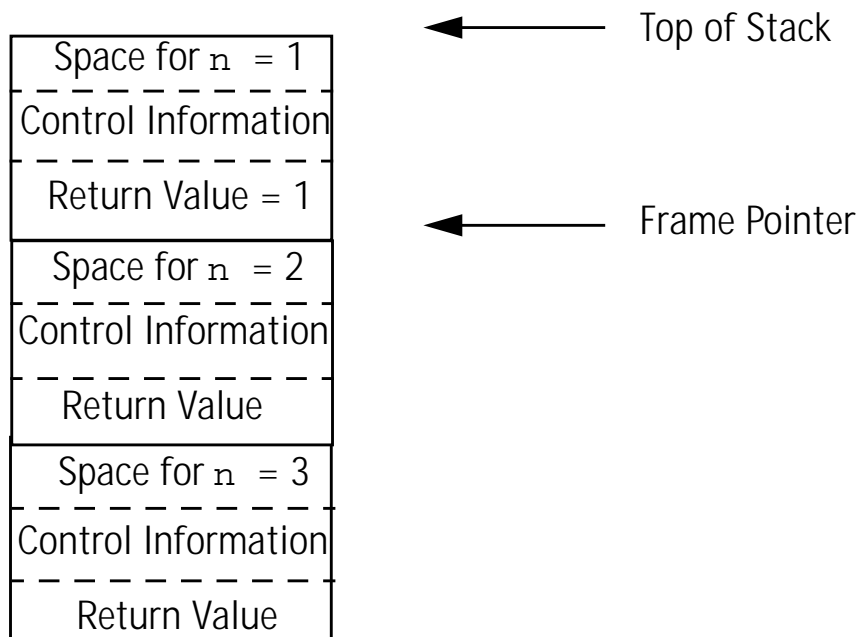 Top of Stack
Space for n = 1
Control Information
Return Value = 1
Frame Pointer
Space for n = 2
Control Information
Return Value
Space for n = 3
Control Information
Return Value